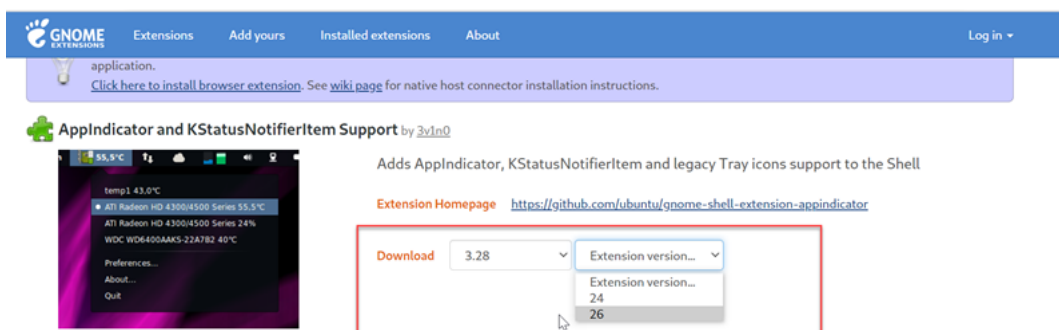 GNOME
EXTENSIONS
Extensions
Add yours
Installed extensions
About
Log in
application.
Click here to install browser extension. See wiki page for native host connector installation instructions.
AppIndicator and KStatusNotifierItem Support by 3v1n0
55,5°C
temp1 43,0°C
ATI Radeon HD 4300/4500 Series 55,5°C
ATI Radeon HD 4300/4500 Series 24%
WDC WD6400AAKS-22A7B2 40°C
Preferences...
About...
Quit
Adds AppIndicator, KStatusNotifierItem and legacy Tray icons support to the Shell
Extension Homepage https://github.com/ubuntu/gnome-shell-extension-appindicator
Download
3.28
Extension version...
Extension version...
24
26